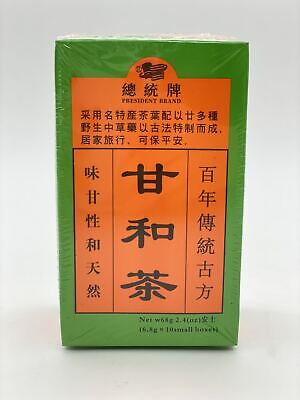 總統牌
PRESIDENT BRAND
采用名特産茶葉配以廿多種
野生中草藥以古法特制而成、
居家旅行、可保平安。
百年傳統古方
甘和茶
味甘性和天然
Net w68g 2.4(oz)安士
(6.8g × 10small boxes)